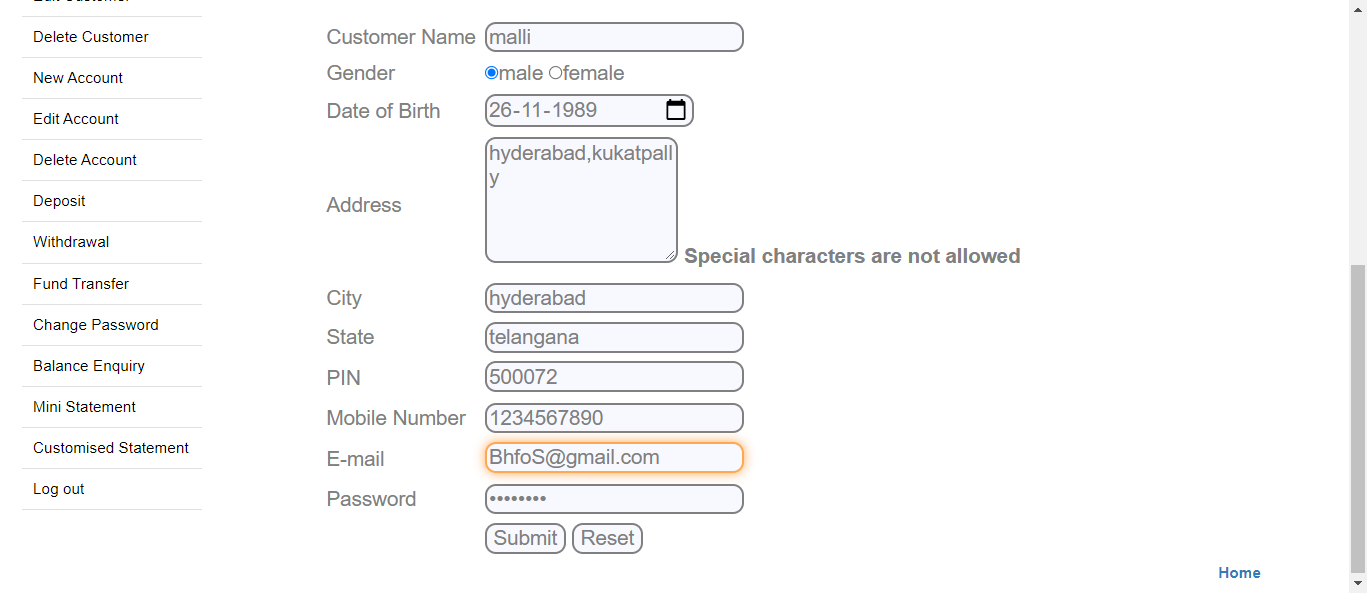 Edit Customer
Delete Customer
New Account
Edit Account
Delete Account
Deposit
Withdrawal
Fund Transfer
Change Password
Balance Enquiry
Mini Statement
Customised Statement
Log out
Customer Name malli
Gender male female
Date of Birth 26-11-1989
Address hyderabad,kukatpall
y
Special characters are not allowed
City hyderabad
State telangana
PIN 500072
Mobile Number 1234567890
E-mail BhfoS@gmail.com
Password ••••••••
Submit Reset
Home